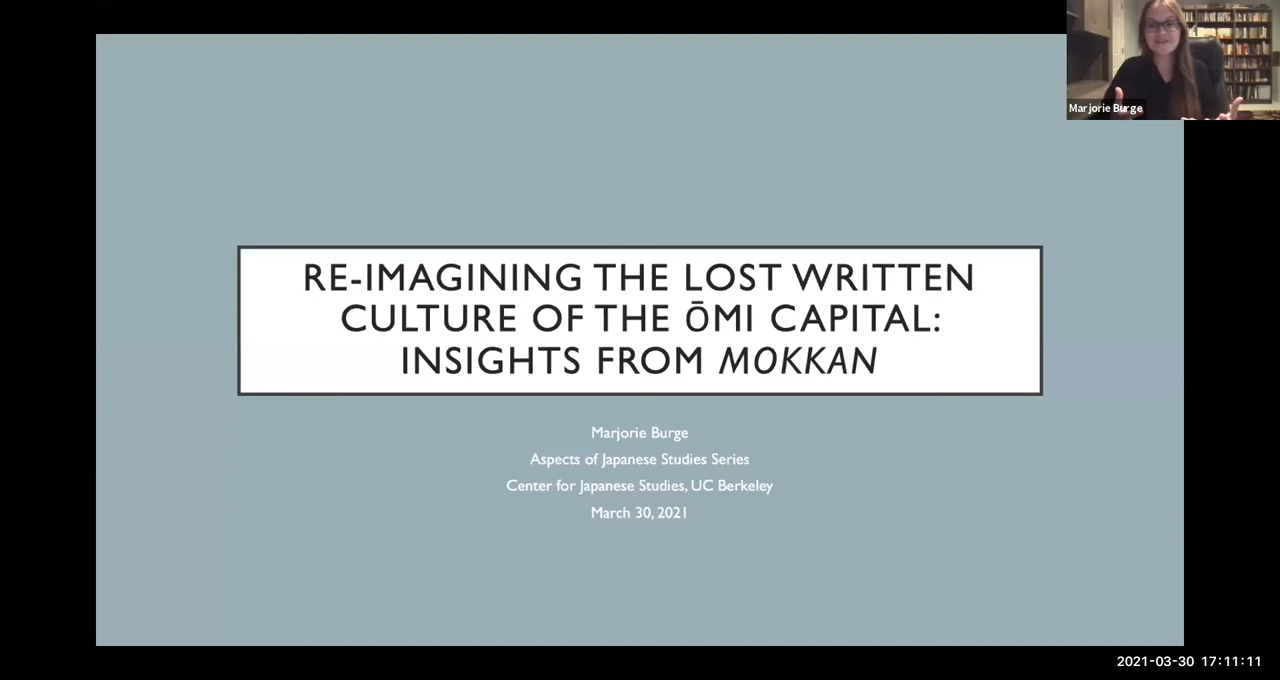 Marjorie Burge
RE-IMAGINING THE LOST WRITTEN
CULTURE OF THE ŌMI CAPITAL:
INSIGHTS FROM MOKKAN
Marjorie Burge
Aspects of Japanese Studies Series
Center for Japanese Studies, UC Berkeley
March 30, 2021
2021-03-30 17:11:11